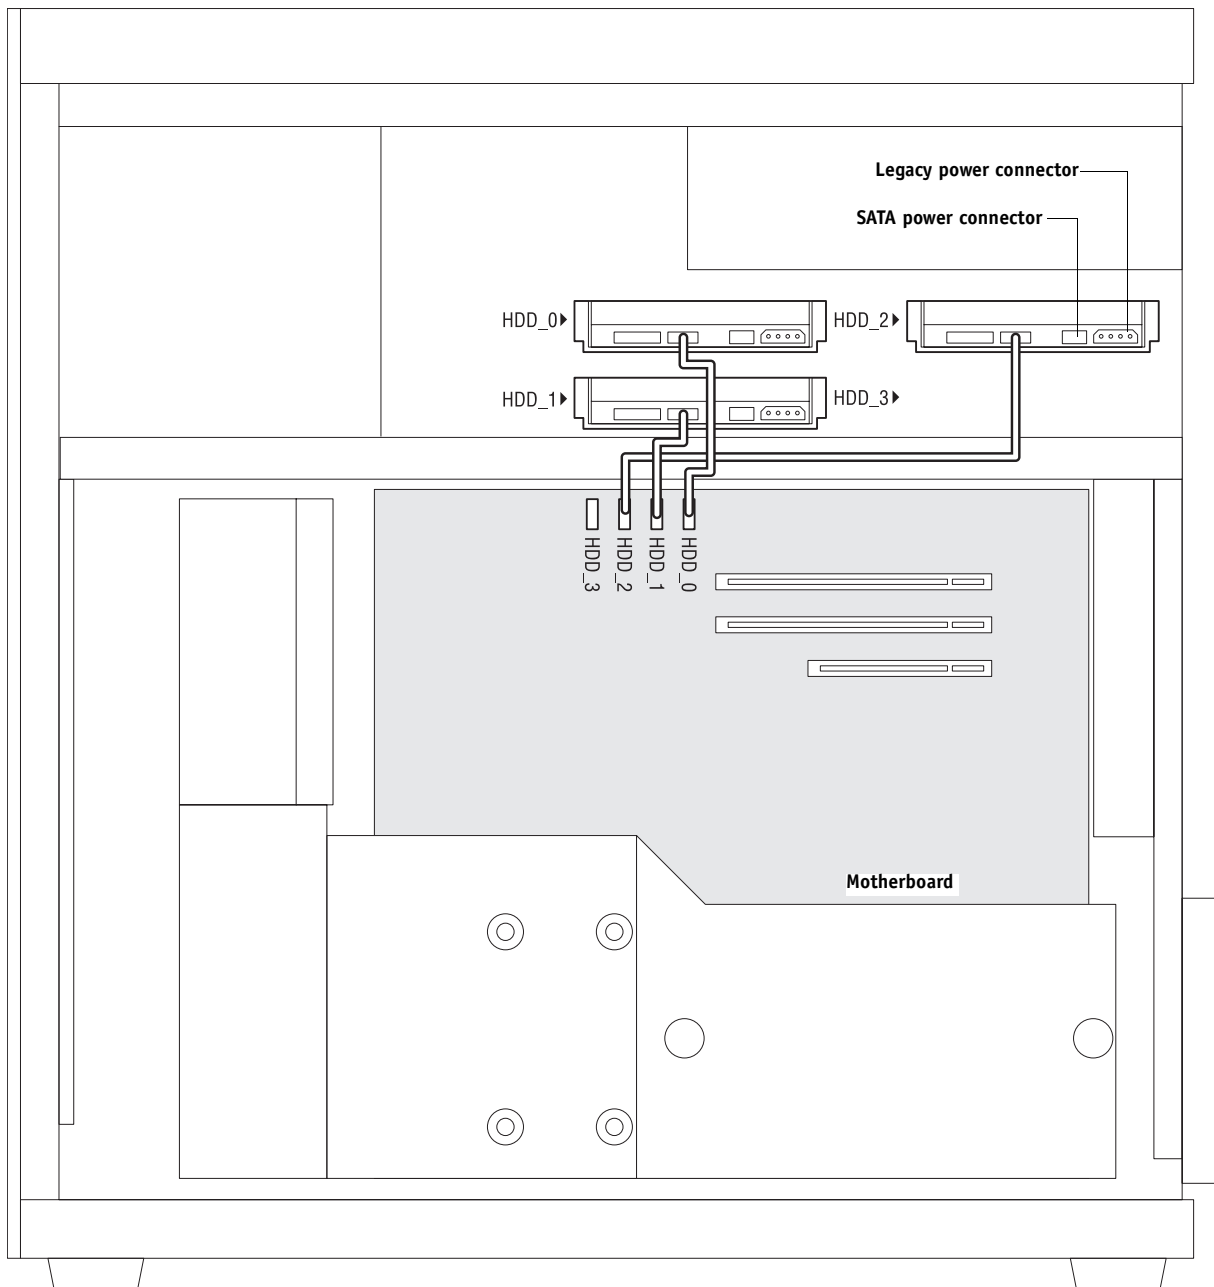 Legacy power connector
SATA power connector
HDD_0
HDD_2
HDD_1
HDD_3
HDD_3
HDD_2
HDD_1
HDD_0
Motherboard